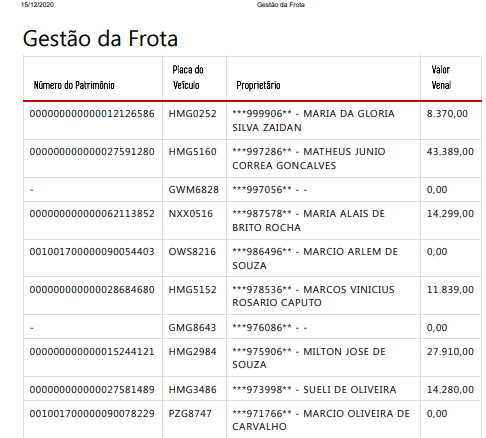 15/12/2020 Gestão da Frota
Gestão da Frota
Número do Patrimônio Placa do Veículo Proprietário Valor Venal
000000000000012126586 HMG0252 ***999906** - MARIA DA GLORIA
SILVA ZAIDAN 8.370,00
000000000000027591280 HMG5160 ***997286** - MATHEUS JUNIO
CORREA GONCALVES 43.389,00
- GWM6828 ***997056** - - 0,00
000000000000062113852 NXX0516 ***987578** - MARIA ALAIS DE
BRITO ROCHA 14.299,00
001001700000090054403 OWS8216 ***986496** - MARCIO ARLEM DE
SOUZA 0,00
000000000000028684680 HMG5152 ***978536** - MARCOS VINICIUS
ROSARIO CAPUTO 11.839,00
- GMG8643 ***976086** - - 0,00
000000000000015244121 HMG2984 ***975906** - MILTON JOSE DE
SOUZA 27.910,00
000000000000027581489 HMG3486 ***973998** - SUELI DE OLIVEIRA 14.280,00
001001700000090078229 PZG8747 ***971766** - MARCIO OLIVEIRA DE
CARVALHO 0,00